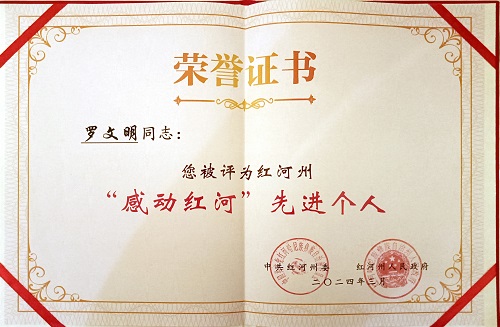 荣誉证书
罗文明同志：
您被评为红河州
“感动红河”先进个人
中共红河州委 红河州人民政府
二〇二四年二月